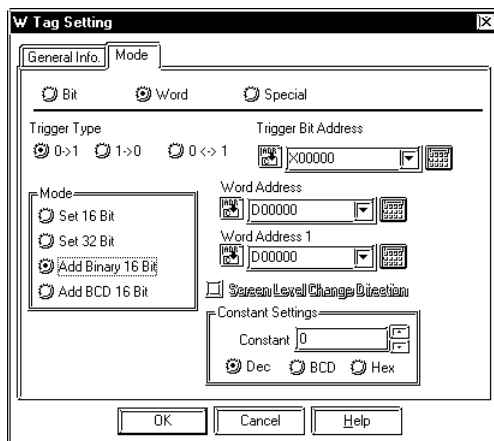 W Tag Setting
General Info. Mode
Bit Word Special
Trigger Type Trigger Bit Address
0->1 1->0 0 <-> 1 X00000
Mode Word Address
Set 16 Bit D00000
Set 32 Bit Word Address 1
Add Binary 16 Bit D00000
Add BCD 16 Bit Screen Level Change Direction
Constant Settings
Constant 0
Dec BCD Hex
OK Cancel Help